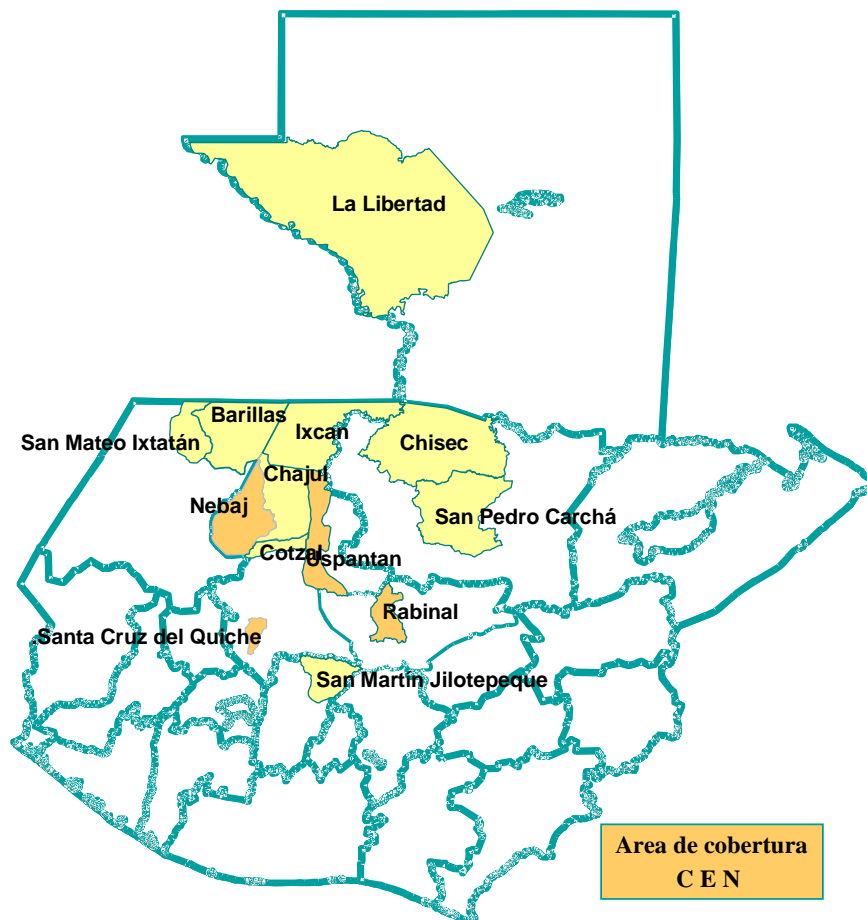 La Libertad
Barillas
Ixcan
San Mateo Ixtatán
Chisec
Chajul
Nebaj
San Pedro Carchá
Cotzal
Uspantan
Rabinal
.Santa Cruz del Quiche
San Martín Jilotepeque
Area de cobertura
C E N